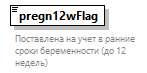 pregn12wFlag
Поставлена на учет в ранние
сроки беременности (до 12
недель)